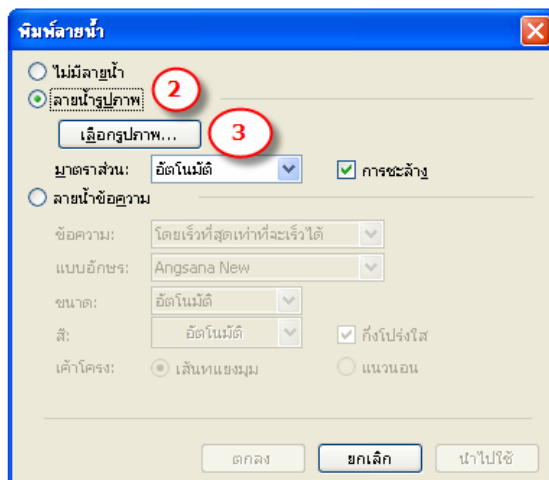 พิมพ์ลายน้ำ
ไม่มีลายน้ำ
ลายน้ำรูปภาพ 2
เลือกรูปภาพ... 3
มาตราส่วน: อัตโนมัติ การชะล้าง
ลายน้ำข้อความ
ข้อความ: โดยเร็วที่สุดเท่าที่จะเร็วได้
แบบอักษร: Angsana New
ขนาด: อัตโนมัติ
สี: อัตโนมัติ กึ่งโปร่งใส
เค้าโครง: เส้นทแยงมุม แนวนอน
ตกลง ยกเลิก นำไปใช้